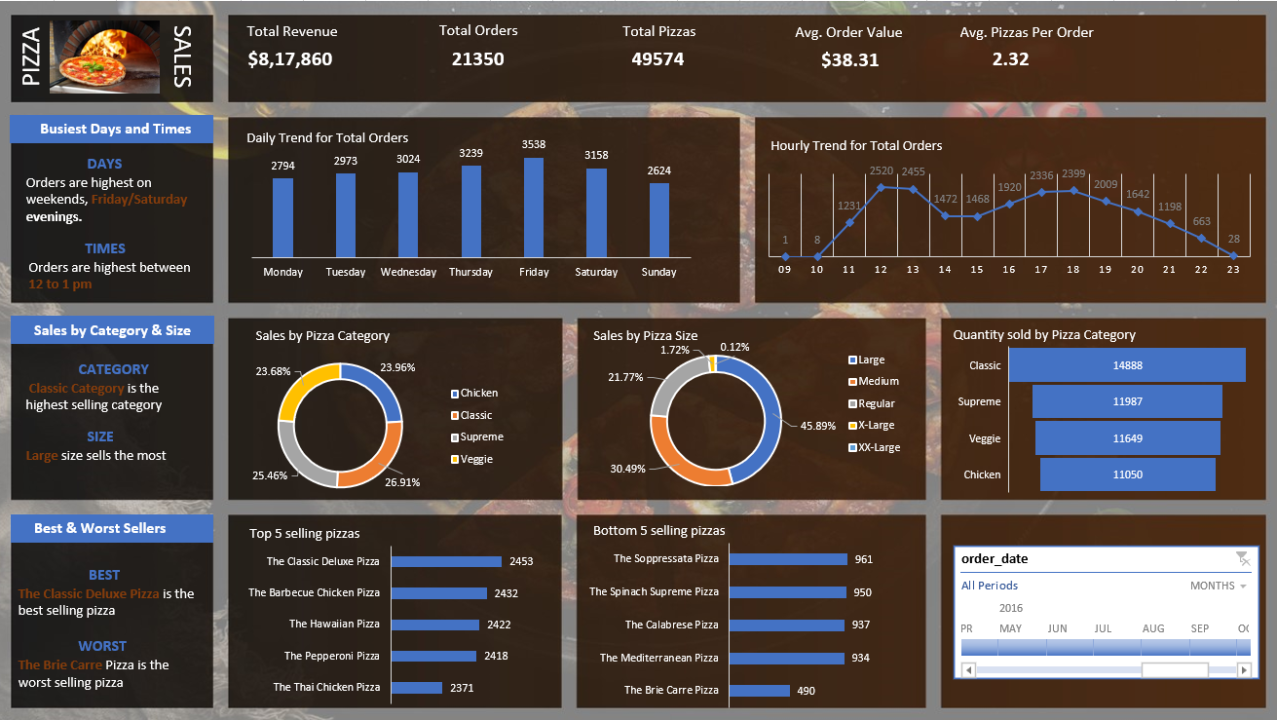 PIZZA
SALES
Total Revenue
$8,17,860
Total Orders
21350
Total Pizzas
49574
Avg. Order Value
$38.31
Avg. Pizzas Per Order
2.32
Busiest Days and Times
DAYS
Orders are highest on
weekends, Friday/Saturday
evenings.
TIMES
Orders are highest between
12 to 1 pm
Daily Trend for Total Orders
2794
2973
3024
3239
3538
3158
2624
Monday
Tuesday
Wednesday
Thursday
Friday
Saturday
Sunday
Hourly Trend for Total Orders
1
8
1231
2520
2455
1472
1468
1920
2336
2399
2009
1642
1198
663
28
09
10
11
12
13
14
15
16
17
18
19
20
21
22
23
Sales by Category & Size
CATEGORY
Classic Category is the
highest selling category
SIZE
Large size sells the most
Sales by Pizza Category
23.96%
26.91%
25.46%
23.68%
Chicken
Classic
Supreme
Veggie
Sales by Pizza Size
0.12%
1.72%
21.77%
30.49%
45.89%
Large
Medium
Regular
X-Large
XX-Large
Quantity sold by Pizza Category
Classic 14888
Supreme 11987
Veggie 11649
Chicken 11050
Best & Worst Sellers
BEST
The Classic Deluxe Pizza is the
best selling pizza
WORST
The Brie Carre Pizza is the
worst selling pizza
Top 5 selling pizzas
The Classic Deluxe Pizza 2453
The Barbecue Chicken Pizza 2432
The Hawaiian Pizza 2422
The Pepperoni Pizza 2418
The Thai Chicken Pizza 2371
Bottom 5 selling pizzas
The Soppressata Pizza 961
The Spinach Supreme Pizza 950
The Calabrese Pizza 937
The Mediterranean Pizza 934
The Brie Carre Pizza 490
order_date
All Periods MONTHS
2016
PR MAY JUN JUL AUG SEP OC